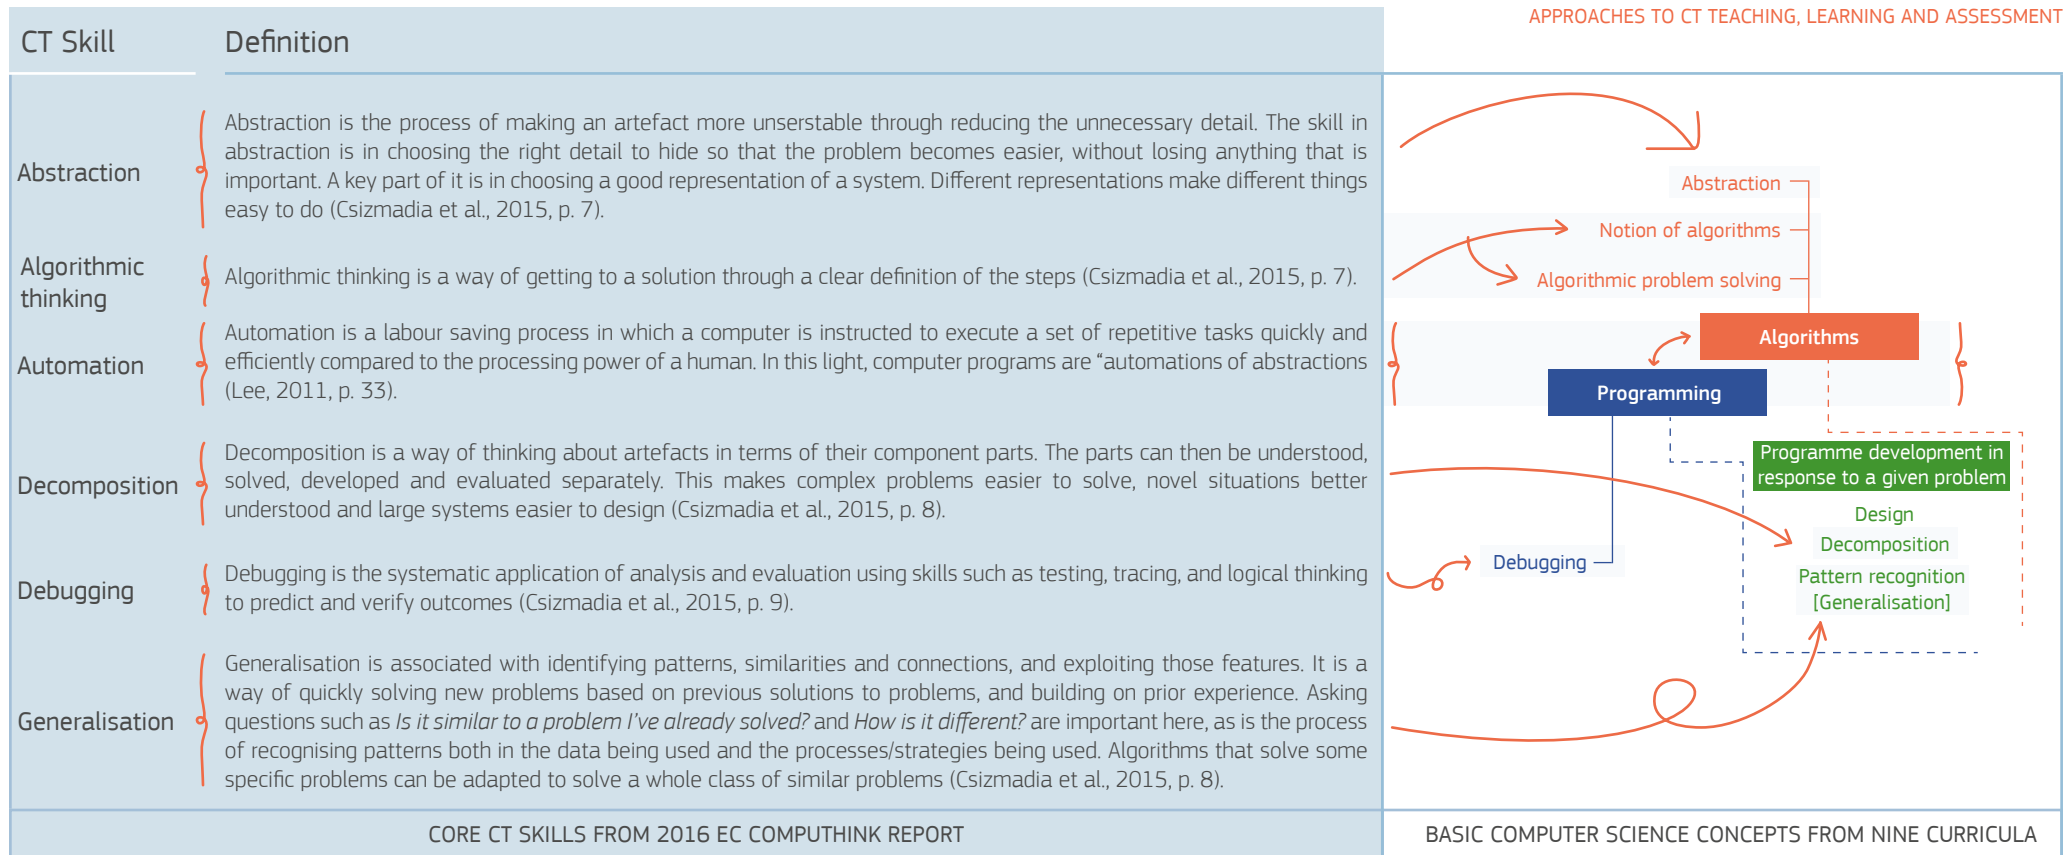 APPROACHES TO CT TEACHING, LEARNING AND ASSESSMENT
CT Skill
Definition
Abstraction
Abstraction is the process of making an artefact more unserstable through reducing the unnecessary detail. The skill in
abstraction is in choosing the right detail to hide so that the problem becomes easier, without losing anything that is
important. A key part of it is in choosing a good representation of a system. Different representations make different things
easy to do (Csizmadia et al., 2015, p. 7).
Algorithmic
thinking
Algorithmic thinking is a way of getting to a solution through a clear definition of the steps (Csizmadia et al., 2015, p. 7).
Automation
Automation is a labour saving process in which a computer is instructed to execute a set of repetitive tasks quickly and
efficiently compared to the processing power of a human. In this light, computer programs are “automations of abstractions
(Lee, 2011, p. 33).
Decomposition
Decomposition is a way of thinking about artefacts in terms of their component parts. The parts can then be understood,
solved, developed and evaluated separately. This makes complex problems easier to solve, novel situations better
understood and large systems easier to design (Csizmadia et al., 2015, p. 8).
Debugging
Debugging is the systematic application of analysis and evaluation using skills such as testing, tracing, and logical thinking
to predict and verify outcomes (Csizmadia et al., 2015, p. 9).
Generalisation
Generalisation is associated with identifying patterns, similarities and connections, and exploiting those features. It is a
way of quickly solving new problems based on previous solutions to problems, and building on prior experience. Asking
questions such as Is it similar to a problem I’ve already solved? and How is it different? are important here, as is the process
of recognising patterns both in the data being used and the processes/strategies being used. Algorithms that solve some
specific problems can be adapted to solve a whole class of similar problems (Csizmadia et al., 2015, p. 8).
CORE CT SKILLS FROM 2016 EC COMPUTHINK REPORT
Abstraction
Notion of algorithms
Algorithmic problem solving
Algorithms
Programming
Programme development in
response to a given problem
Design
Decomposition
Debugging
Pattern recognition
[Generalisation]
BASIC COMPUTER SCIENCE CONCEPTS FROM NINE CURRICULA